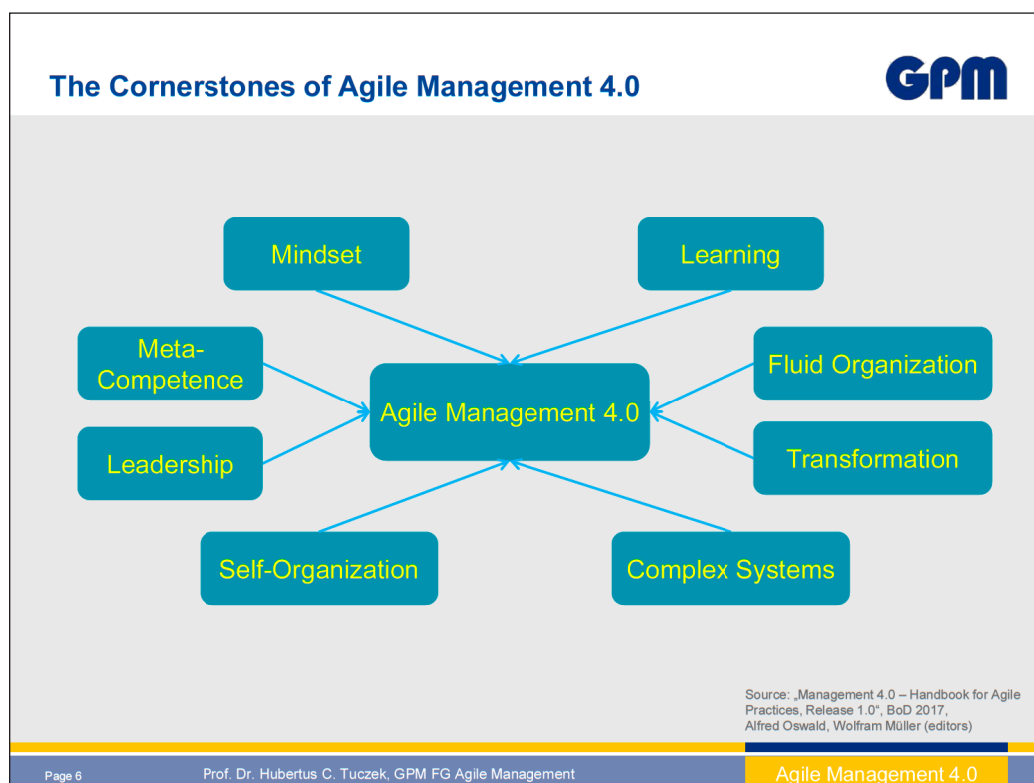 The Cornerstones of Agile Management 4.0
GPM
Mindset
Learning
Meta-
Competence
Fluid Organization
Agile Management 4.0
Leadership
Transformation
Self-Organization
Complex Systems
Source: „Management 4.0 – Handbook for Agile
Practices, Release 1.0“, BoD 2017,
Alfred Oswald, Wolfram Müller (editors)
Page 6
Prof. Dr. Hubertus C. Tuczek, GPM FG Agile Management
Agile Management 4.0